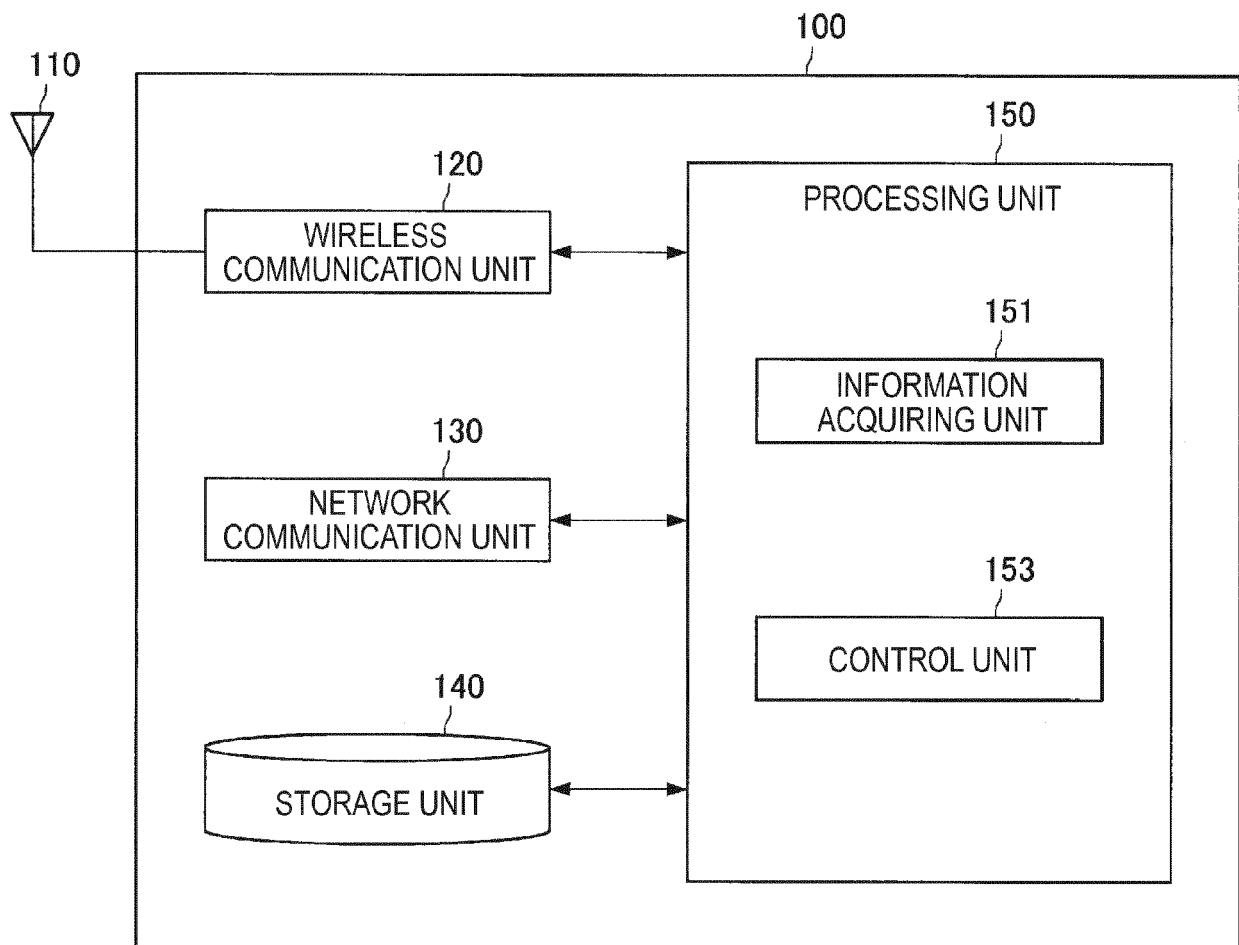 100
110
150
PROCESSING UNIT
120
WIRELESS
COMMUNICATION UNIT
151
INFORMATION
ACQUIRING UNIT
130
NETWORK
COMMUNICATION UNIT
153
CONTROL UNIT
140
STORAGE UNIT